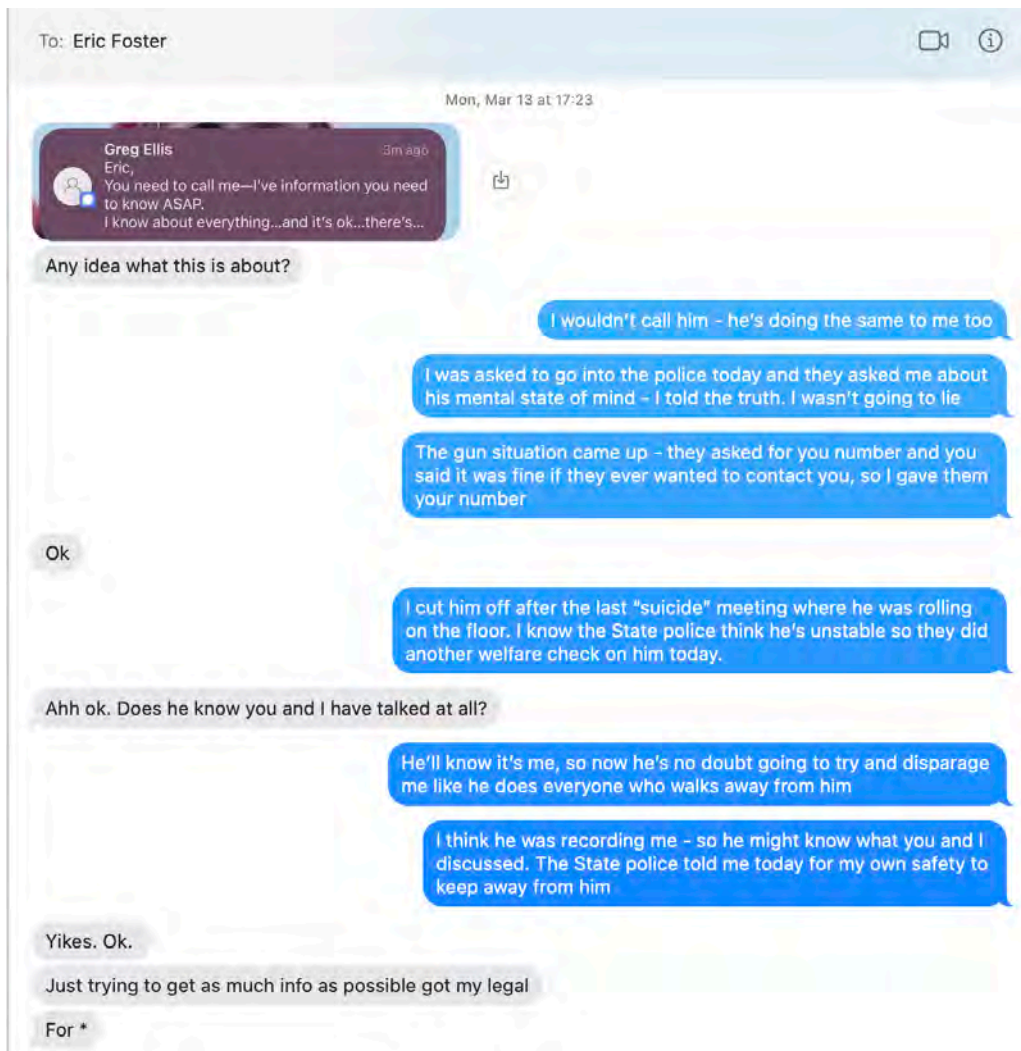 To: Eric Foster
Mon, Mar 13 at 17:23
Greg Ellis
3m ago
Eric,
You need to call me—I've information you need
to know ASAP.
I know about everything...and it's ok...there's...
Any idea what this is about?
I wouldn't call him - he's doing the same to me too
I was asked to go into the police today and they asked me about
his mental state of mind - I told the truth. I wasn't going to lie
The gun situation came up - they asked for you number and you
said it was fine if they ever wanted to contact you, so I gave them
your number
Ok
I cut him off after the last "suicide" meeting where he was rolling
on the floor. I know the State police think he's unstable so they did
another welfare check on him today.
Ahh ok. Does he know you and I have talked at all?
He'll know it's me, so now he's no doubt going to try and disparage
me like he does everyone who walks away from him
I think he was recording me - so he might know what you and I
discussed. The State police told me today for my own safety to
keep away from him
Yikes. Ok.
Just trying to get as much info as possible got my legal
For *